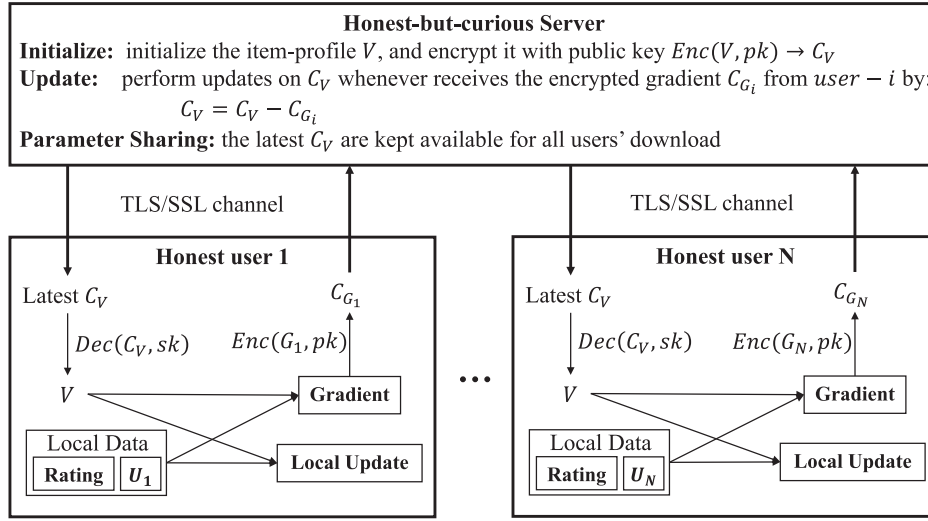 Honest-but-curious Server
Initialize: initialize the item-profile V, and encrypt it with public key Enc(V, pk) → C_V
Update: perform updates on C_V whenever receives the encrypted gradient C_{G_i} from user − i by:
C_V = C_V − C_{G_i}
Parameter Sharing: the latest C_V are kept available for all users' download
TLS/SSL channel
TLS/SSL channel
Honest user 1
Latest C_V
C_{G_1}
Dec(C_V, sk)
Enc(G_1, pk)
V
Gradient
Local Data
Rating
U_1
Local Update
...
Honest user N
Latest C_V
C_{G_N}
Dec(C_V, sk)
Enc(G_N, pk)
V
Gradient
Local Data
Rating
U_N
Local Update